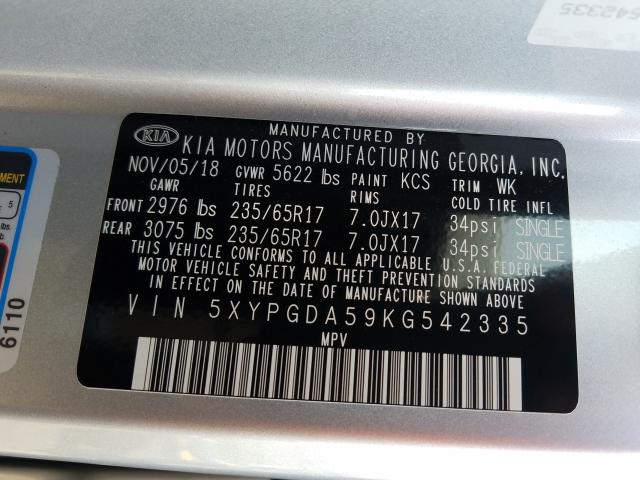 542335
KIA
MANUFACTURED BY
KIA MOTORS MANUFACTURING GEORGIA, INC.
NOV/05/18 GVWR 5622 lbs PAINT KCS TRIM WK
GAWR TIRES RIMS COLD TIRE INFL
FRONT 2976 lbs 235/65R17 7.0JX17 34psi SINGLE
REAR 3075 lbs 235/65R17 7.0JX17 34psi SINGLE
THIS VEHICLE CONFORMS TO ALL APPLICABLE U.S.A. FEDERAL
MOTOR VEHICLE SAFETY AND THEFT PREVENTION STANDARDS
IN EFFECT ON THE DATE OF MANUFACTURE SHOWN ABOVE.
VIN 5XYPGDA59KG542335
MPV
5
lbs.
6110